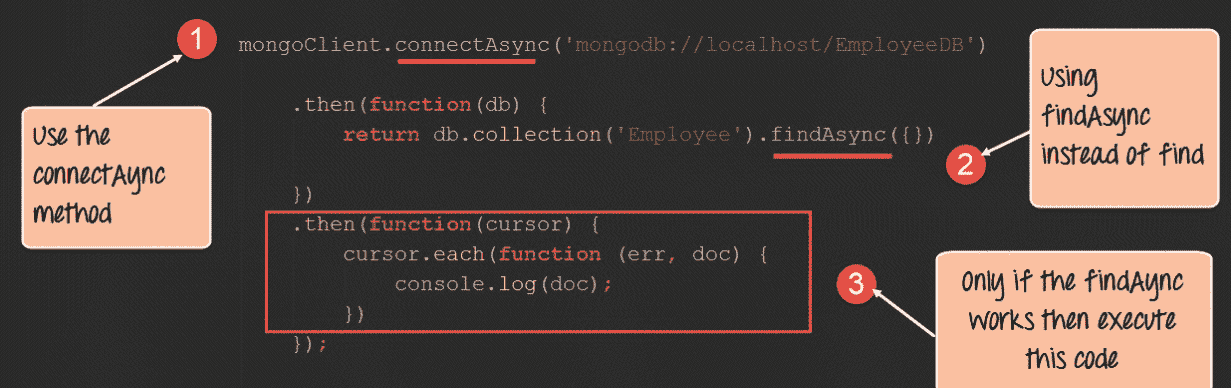 1
mongoClient.connectAsync('mongodb://localhost/EmployeeDB')
Use the
connectAync
method
.then(function(db) {
return db.collection('Employee').findAsync({})
})
2
Using
findAsync
instead of find
.then(function(cursor) {
cursor.each(function (err, doc) {
console.log(doc);
})
});
3
Only if the findAync
works then execute
this code